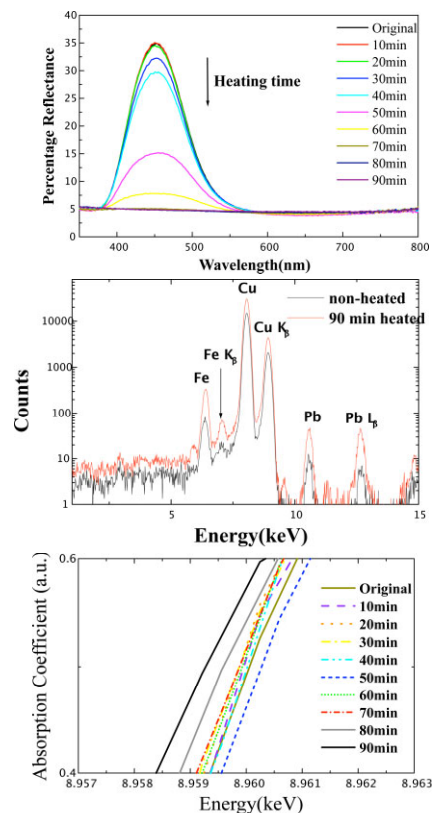 Percentage Reflectance
40
35
30
25
20
15
10
5
0
400 500 600 700 800
Wavelength(nm)
Heating time
Original
10min
20min
30min
40min
50min
60min
70min
80min
90min
Counts
10000
1000
100
10
1
5 10 15
Energy(keV)
Cu
Cu Kβ
Fe Kβ
Fe
Pb
Pb Lβ
non-heated
90 min heated
Absorption Coefficient (a.u.)
0.6
0.4
8.957 8.958 8.959 8.960 8.961 8.962 8.963
Energy(keV)
Original
10min
20min
30min
40min
50min
60min
70min
80min
90min